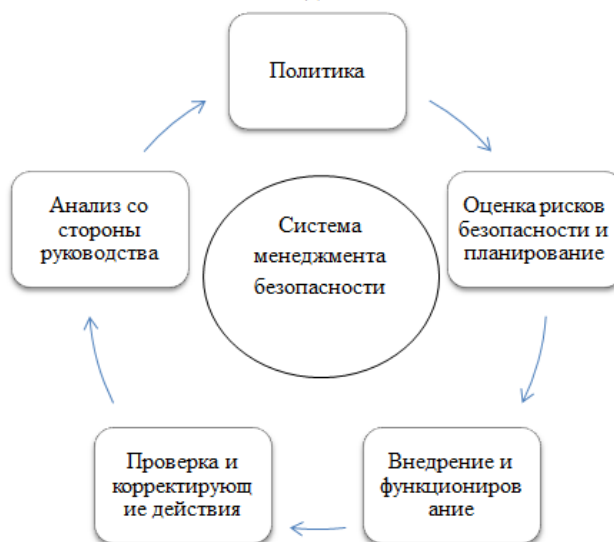 Политика
Оценка рисков
безопасности и
планирование
Внедрение и
функциониров
ание
Проверка и
корректирующ
ие действия
Анализ со
стороны
руководства
Система
менеджмента
безопасности